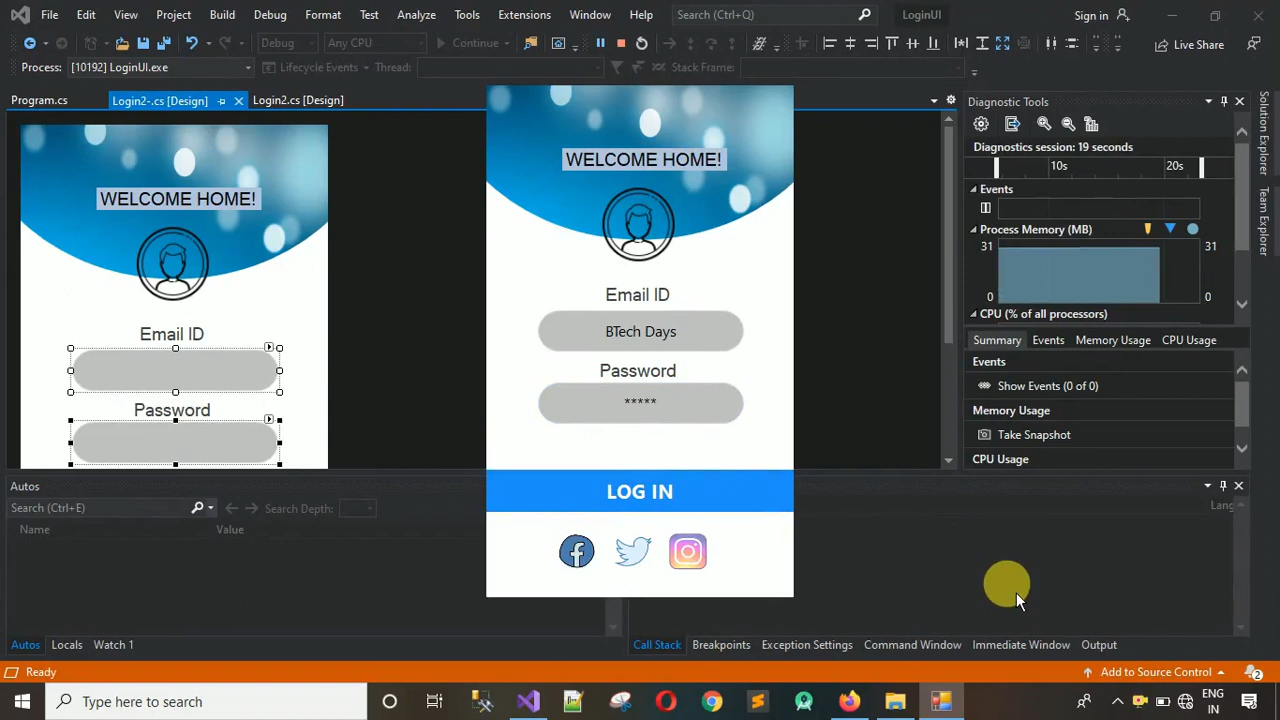 File Edit View Project Build Debug Format Test Analyze Tools Extensions Window Help Search (Ctrl+Q) LoginUI Sign in
Debug Any CPU Continue Live Share
Process: [10192] LoginUI.exe Lifecycle Events Thread: Stack Frame:
Program.cs Login2-.cs [Design] Login2.cs [Design]
WELCOME HOME!
Email ID
Password
WELCOME HOME!
Email ID
BTech Days
Password
*****
LOG IN
Diagnostic Tools
Diagnostics session: 19 seconds
10s 20s
Events
Process Memory (MB)
31 31
0 0
CPU (% of all processors)
Summary Events Memory Usage CPU Usage
Events
Show Events (0 of 0)
Memory Usage
Take Snapshot
CPU Usage
Solution Explorer
Team Explorer
Autos
Search (Ctrl+E) Search Depth:
Name Value
Lang
Autos Locals Watch 1
Call Stack Breakpoints Exception Settings Command Window Immediate Window Output
Ready Add to Source Control 2
Type here to search
ENG
IN